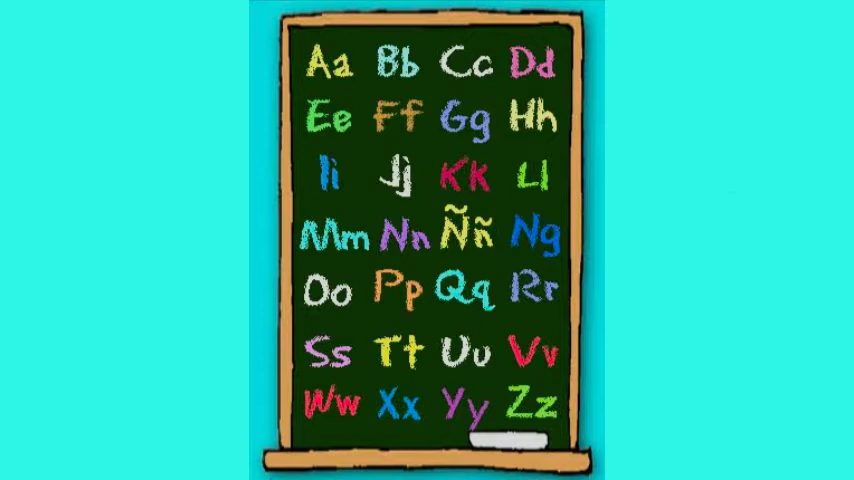 Aa Bb Cc Dd
Ee Ff Gg Hh
Ii Jj Kk Ll
Mm Nn Ññ Ng
Oo Pp Qq Rr
Ss Tt Uu Vv
Ww Xx Yy Zz